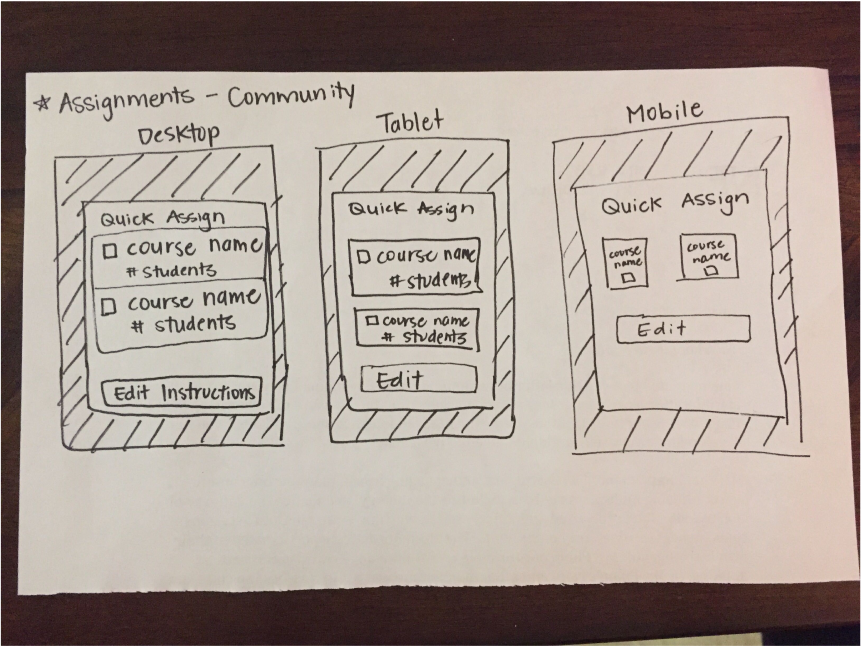 * Assignments - Community
Desktop
Quick Assign
course name
# students
course name
# students
Edit Instructions
Tablet
Quick Assign
course name
# students
course name
# students
Edit
Mobile
Quick Assign
course
name
course
name
Edit